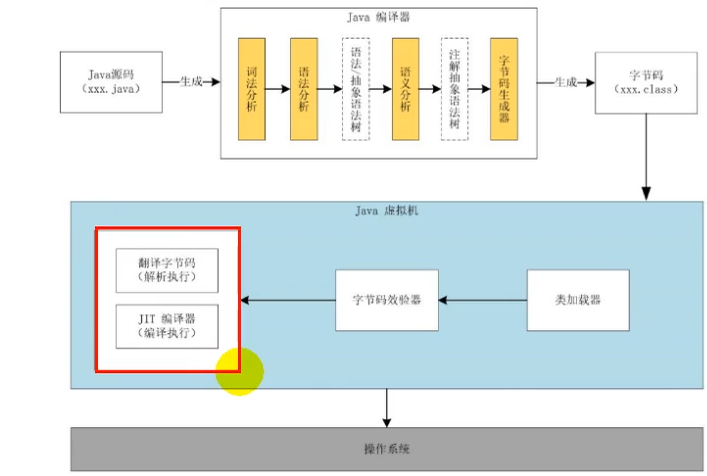 Java 编译器
Java源码
（xxx.java）
生成
词法分析
语法分析
语法/抽象语法树
语义分析
注解抽象语法树
字节码生成器
生成
字节码
（xxx.class）
Java 虚拟机
翻译字节码
（解析执行）
JIT 编译器
（编译执行）
字节码效验器
类加载器
操作系统